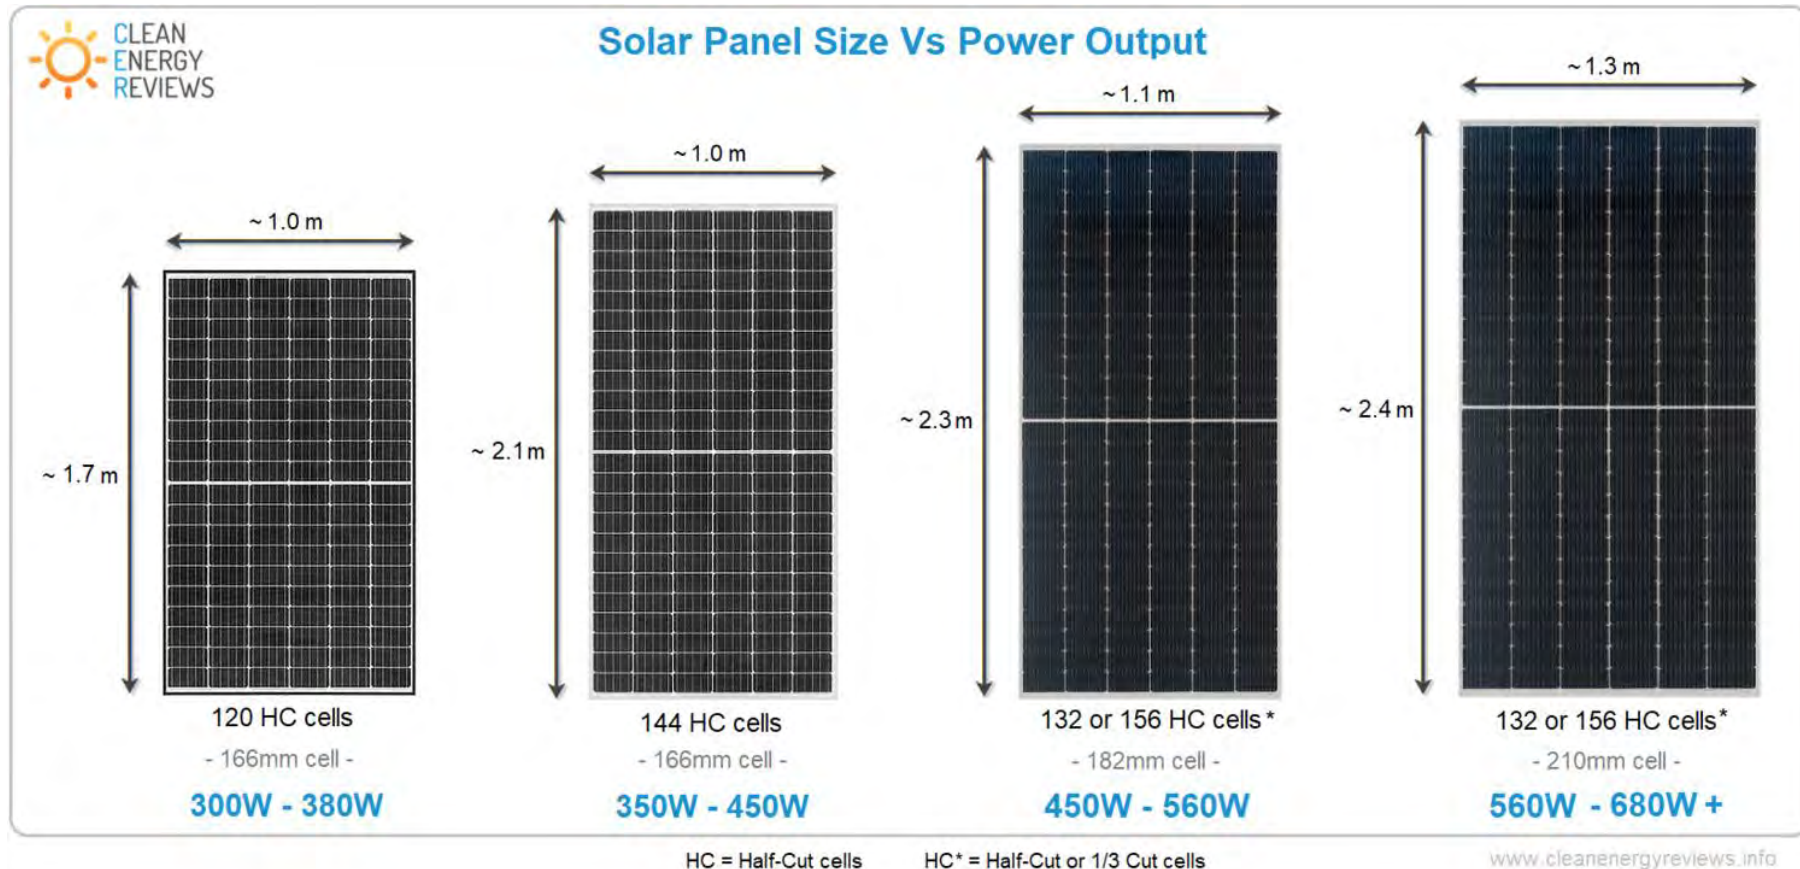 CLEAN
ENERGY
REVIEWS
Solar Panel Size Vs Power Output
~ 1.0 m
~ 1.7 m
120 HC cells
- 166mm cell -
300W - 380W
~ 1.0 m
~ 2.1 m
144 HC cells
- 166mm cell -
350W - 450W
~ 1.1 m
~ 2.3 m
132 or 156 HC cells *
- 182mm cell -
450W - 560W
~ 1.3 m
~ 2.4 m
132 or 156 HC cells*
- 210mm cell -
560W - 680W +
HC = Half-Cut cells
HC* = Half-Cut or 1/3 Cut cells
www.cleanenergyreviews.info